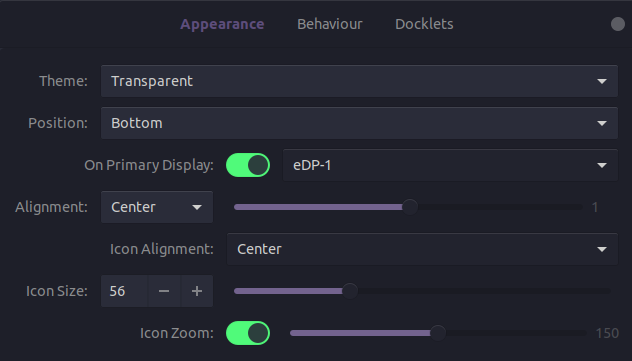 Appearance Behaviour Docklets
Theme: Transparent
Position: Bottom
On Primary Display: eDP-1
Alignment: Center 1
Icon Alignment: Center
Icon Size: 56 − +
Icon Zoom: 150